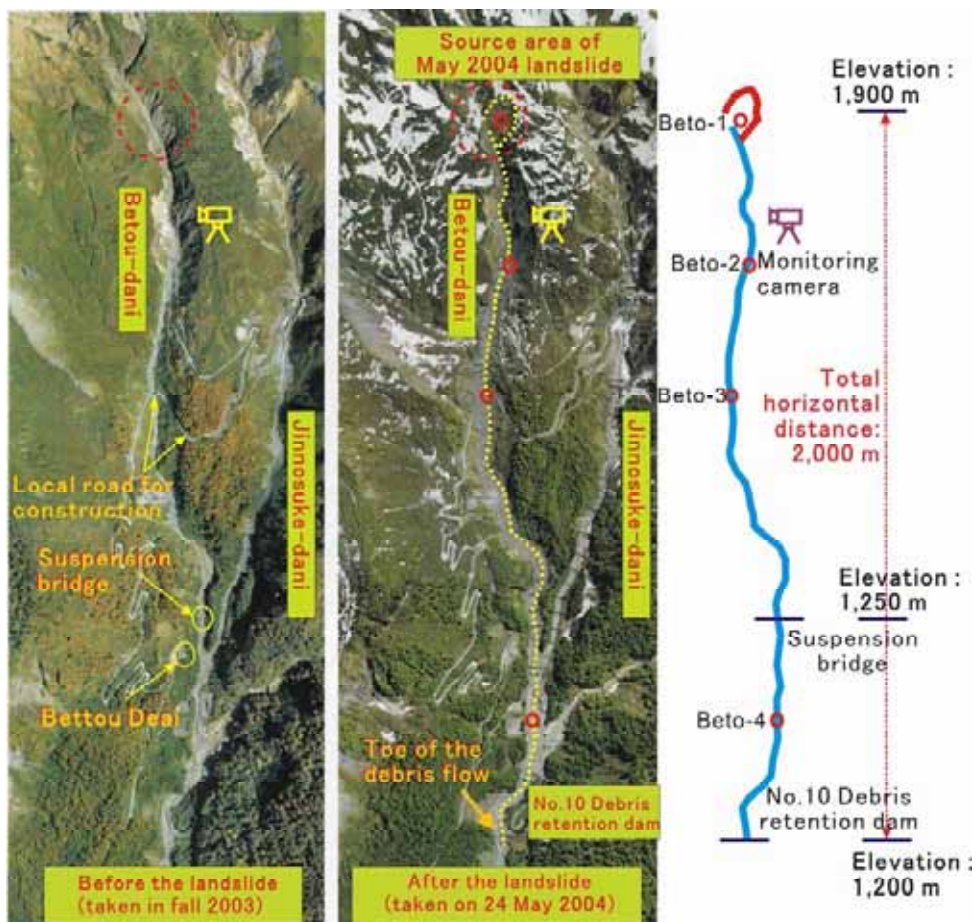 Betou-dani
Jinnosuke-dani
Local road for
construction
Suspension
bridge
Bettou Deai
Before the landslide
(taken in fall 2003)
Source area of
May 2004 landslide
Betou-dani
Jinnosuke-dani
Toe of the
debris flow
No.10 Debris
retention dam
After the landslide
(taken on 24 May 2004)
Elevation :
1,900 m
Beto-1
Beto-2
Monitoring
camera
Beto-3
Total
horizontal
distance:
2,000 m
Elevation :
1,250 m
Suspension
bridge
Beto-4
No.10 Debris
retention dam
Elevation :
1,200 m